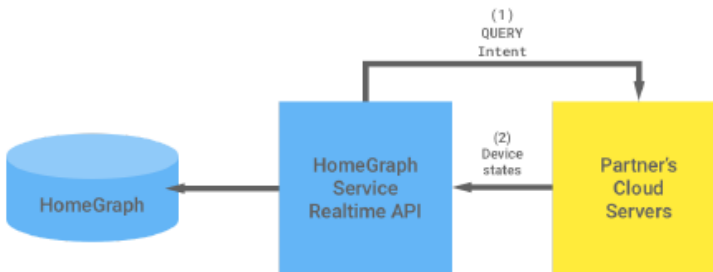 (1)
QUERY
Intent
HomeGraph
HomeGraph
Service
Realtime API
(2)
Device
states
Partner's
Cloud
Servers